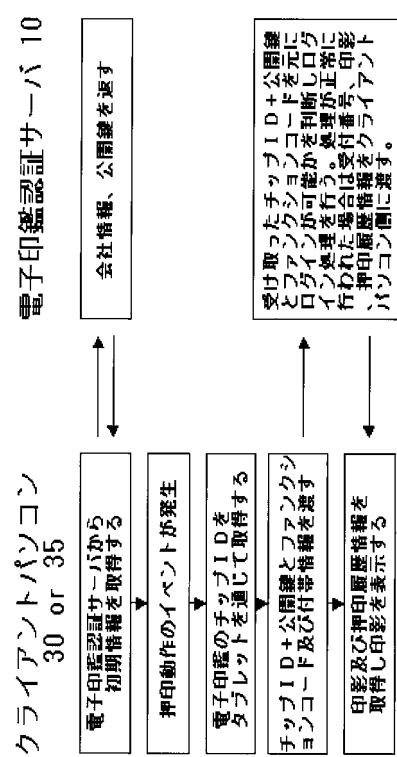 クライアントパソコン
30 or 35
電子印鑑認証サーバ 10
電子印鑑認証サーバから
初期情報を取得する
会社情報、公開鍵を返す
押印動作のイベントが発生
電子印鑑のチップIDを
タブレットを通じて取得する
チップID+公開鍵とファンクシ
ョンコード及び付帯情報を渡す
受け取ったチップID+公開鍵
とファンクションコードを元に
ログインが可能かを判断しログ
イン処理を行う。処理が正常に
行われた場合は受付番号、印影
、押印履歴情報をクライアント
パソコン側に渡す。
印影及び押印履歴情報を
取得し印影を表示する